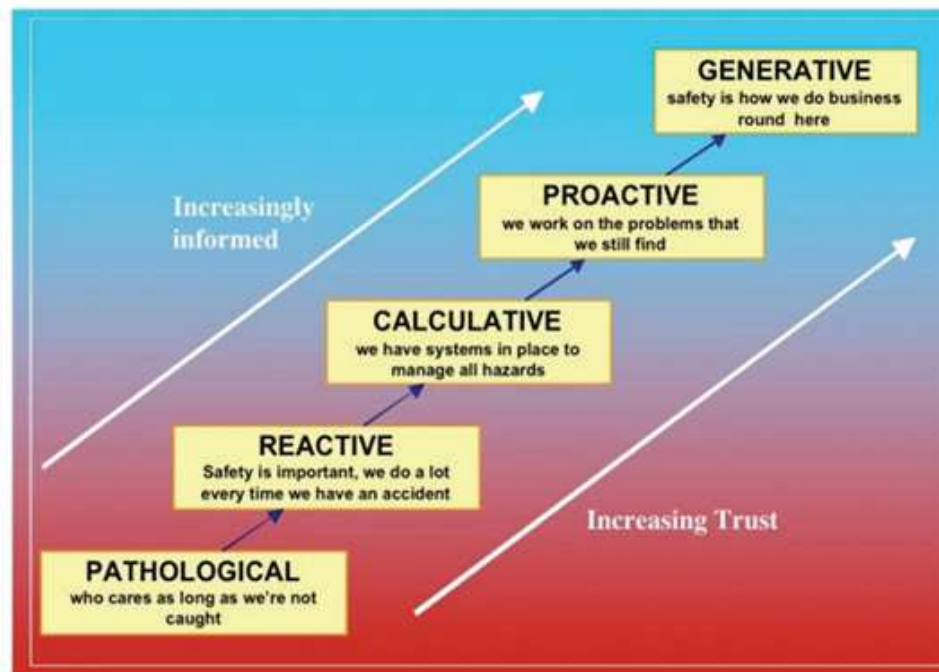 GENERATIVE
safety is how we do business
round here
PROACTIVE
we work on the problems that
we still find
Increasingly
informed
CALCULATIVE
we have systems in place to
manage all hazards
REACTIVE
Safety is important, we do a lot
every time we have an accident
Increasing Trust
PATHOLOGICAL
who cares as long as we're not
caught